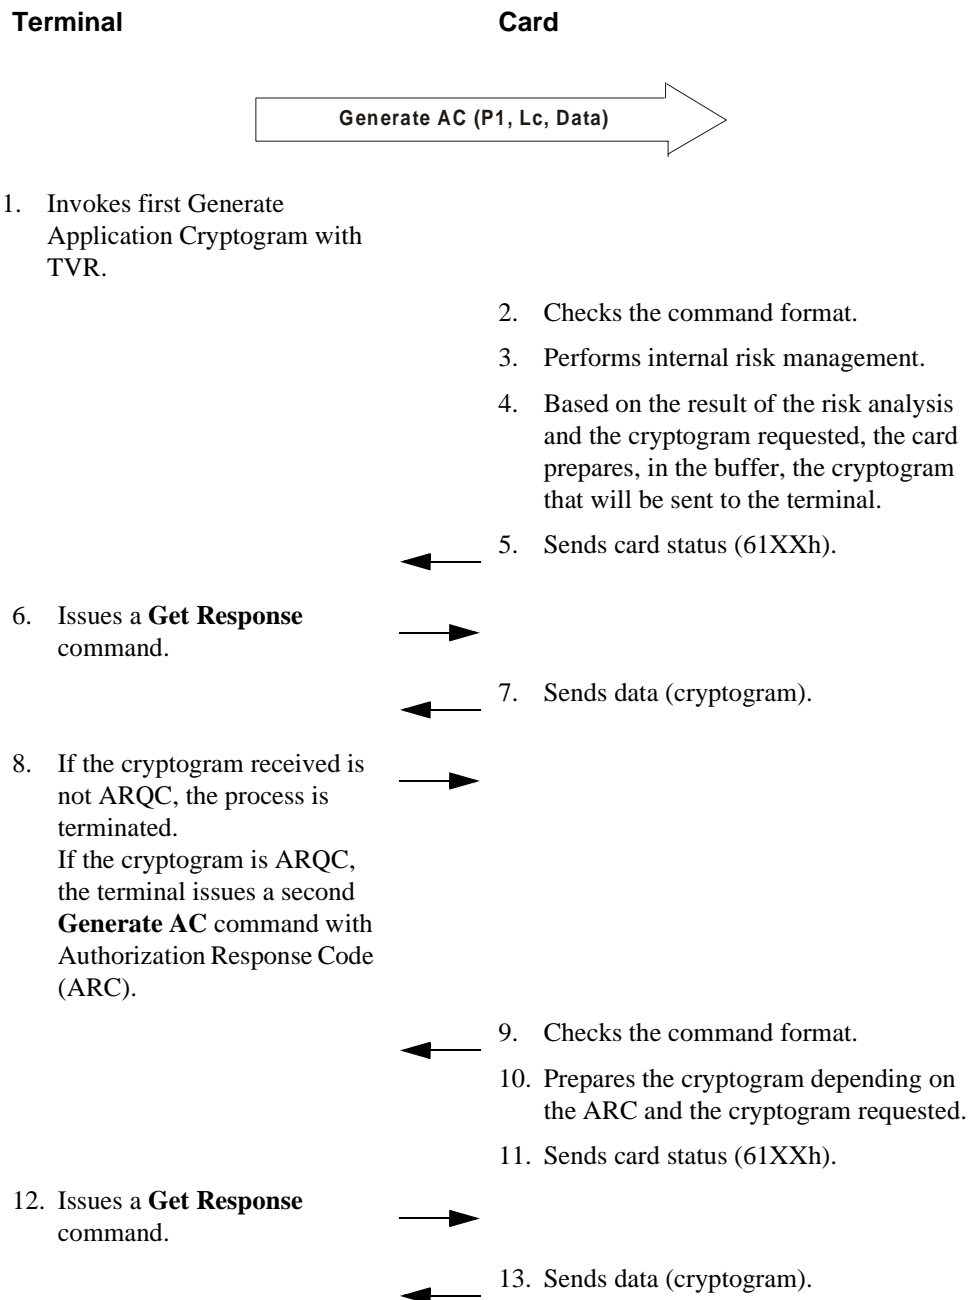 Terminal Card
Generate AC (P1, Lc, Data)
1. Invokes first Generate
Application Cryptogram with
TVR.
2. Checks the command format.
3. Performs internal risk management.
4. Based on the result of the risk analysis
and the cryptogram requested, the card
prepares, in the buffer, the cryptogram
that will be sent to the terminal.
5. Sends card status (61XXh).
6. Issues a Get Response
command.
7. Sends data (cryptogram).
8. If the cryptogram received is
not ARQC, the process is
terminated.
If the cryptogram is ARQC,
the terminal issues a second
Generate AC command with
Authorization Response Code
(ARC).
9. Checks the command format.
10. Prepares the cryptogram depending on
the ARC and the cryptogram requested.
11. Sends card status (61XXh).
12. Issues a Get Response
command.
13. Sends data (cryptogram).